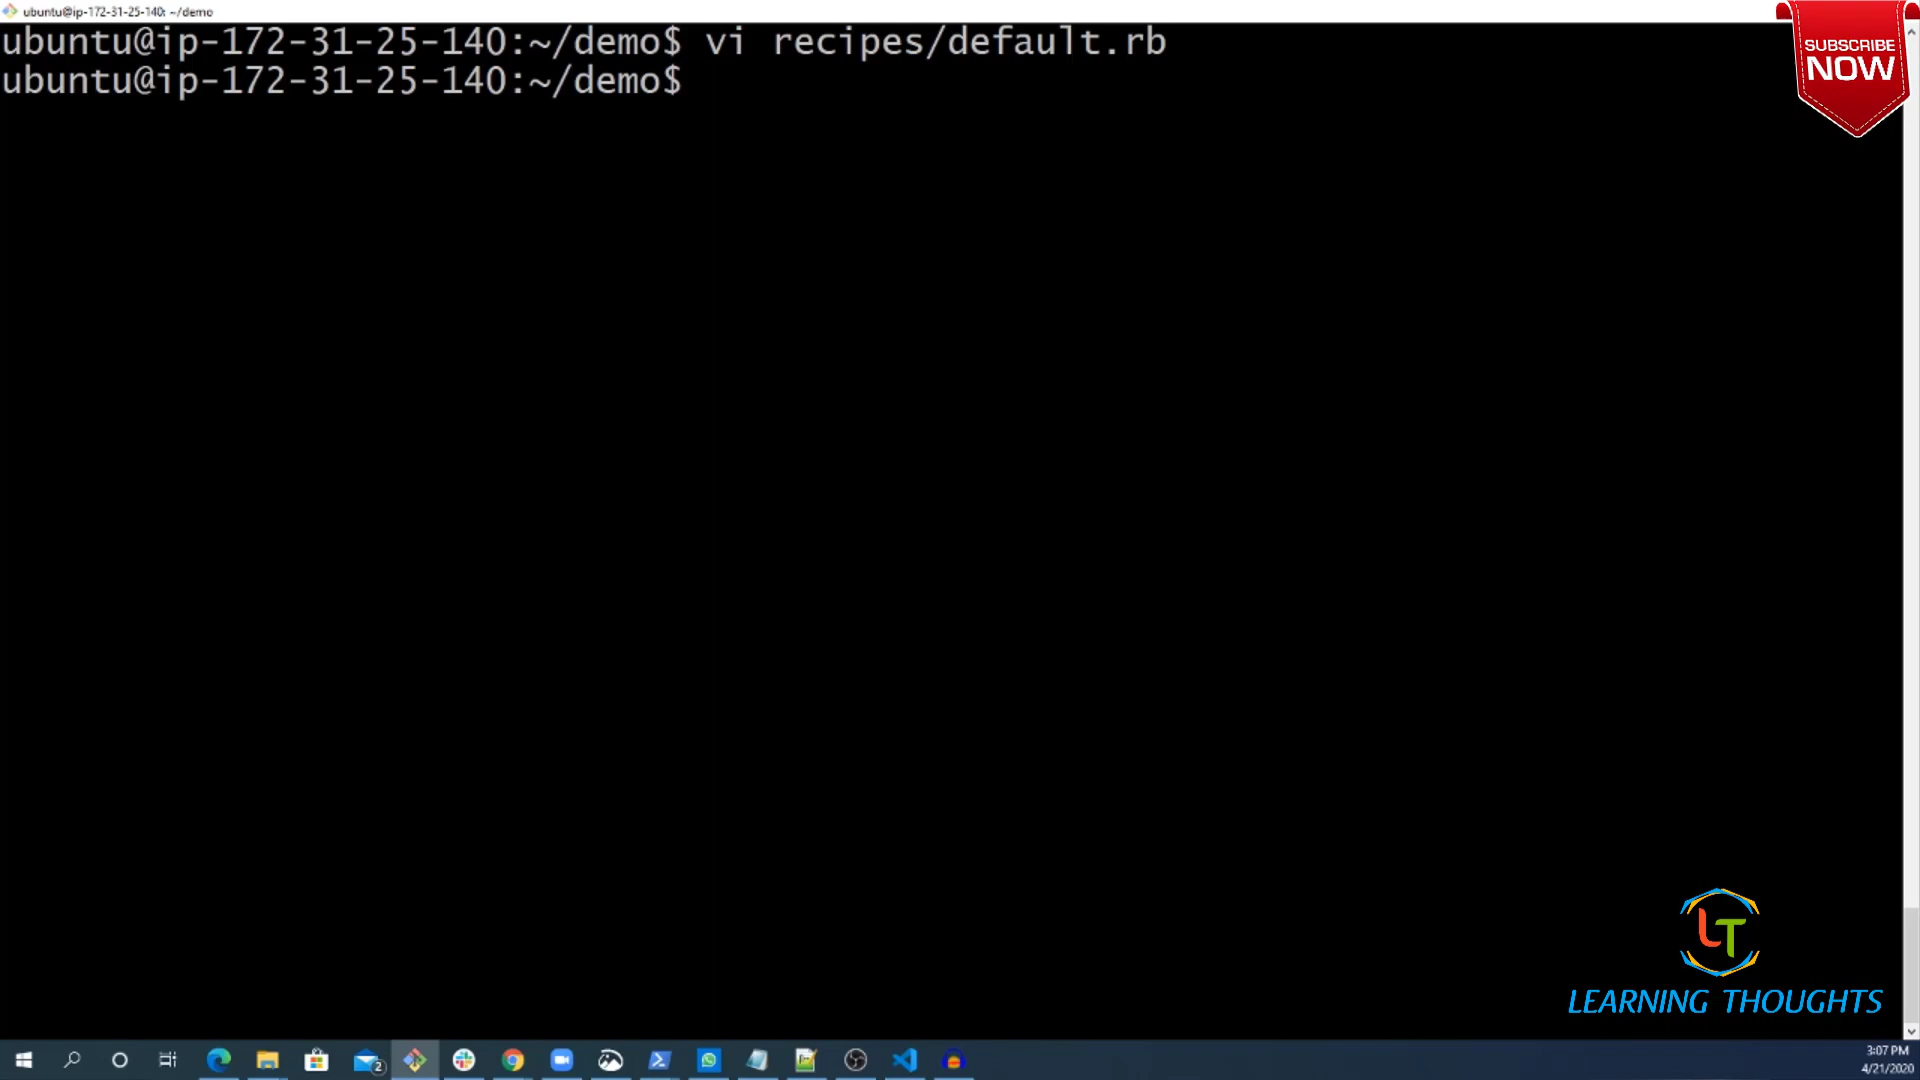 ubuntu@ip-172-31-25-140: ~/demo
ubuntu@ip-172-31-25-140:~/demo$ vi recipes/default.rb
ubuntu@ip-172-31-25-140:~/demo$
SUBSCRIBE
NOW
LT
LEARNING THOUGHTS
2
3:07 PM
4/21/2020